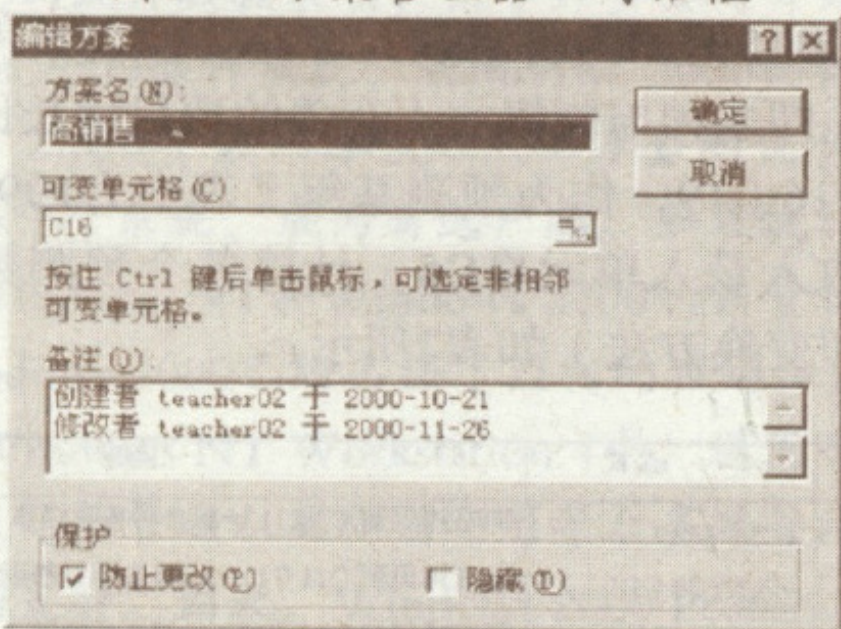 编辑方案
方案名(N):
高销售
确定
取消
可变单元格(C)
C16
按住 Ctrl 键后单击鼠标，可选定非相邻
可变单元格。
备注(O):
创建者 teacher02 于 2000-10-21
修改者 teacher02 于 2000-11-26
保护
防止更改(P)
隐藏(D)